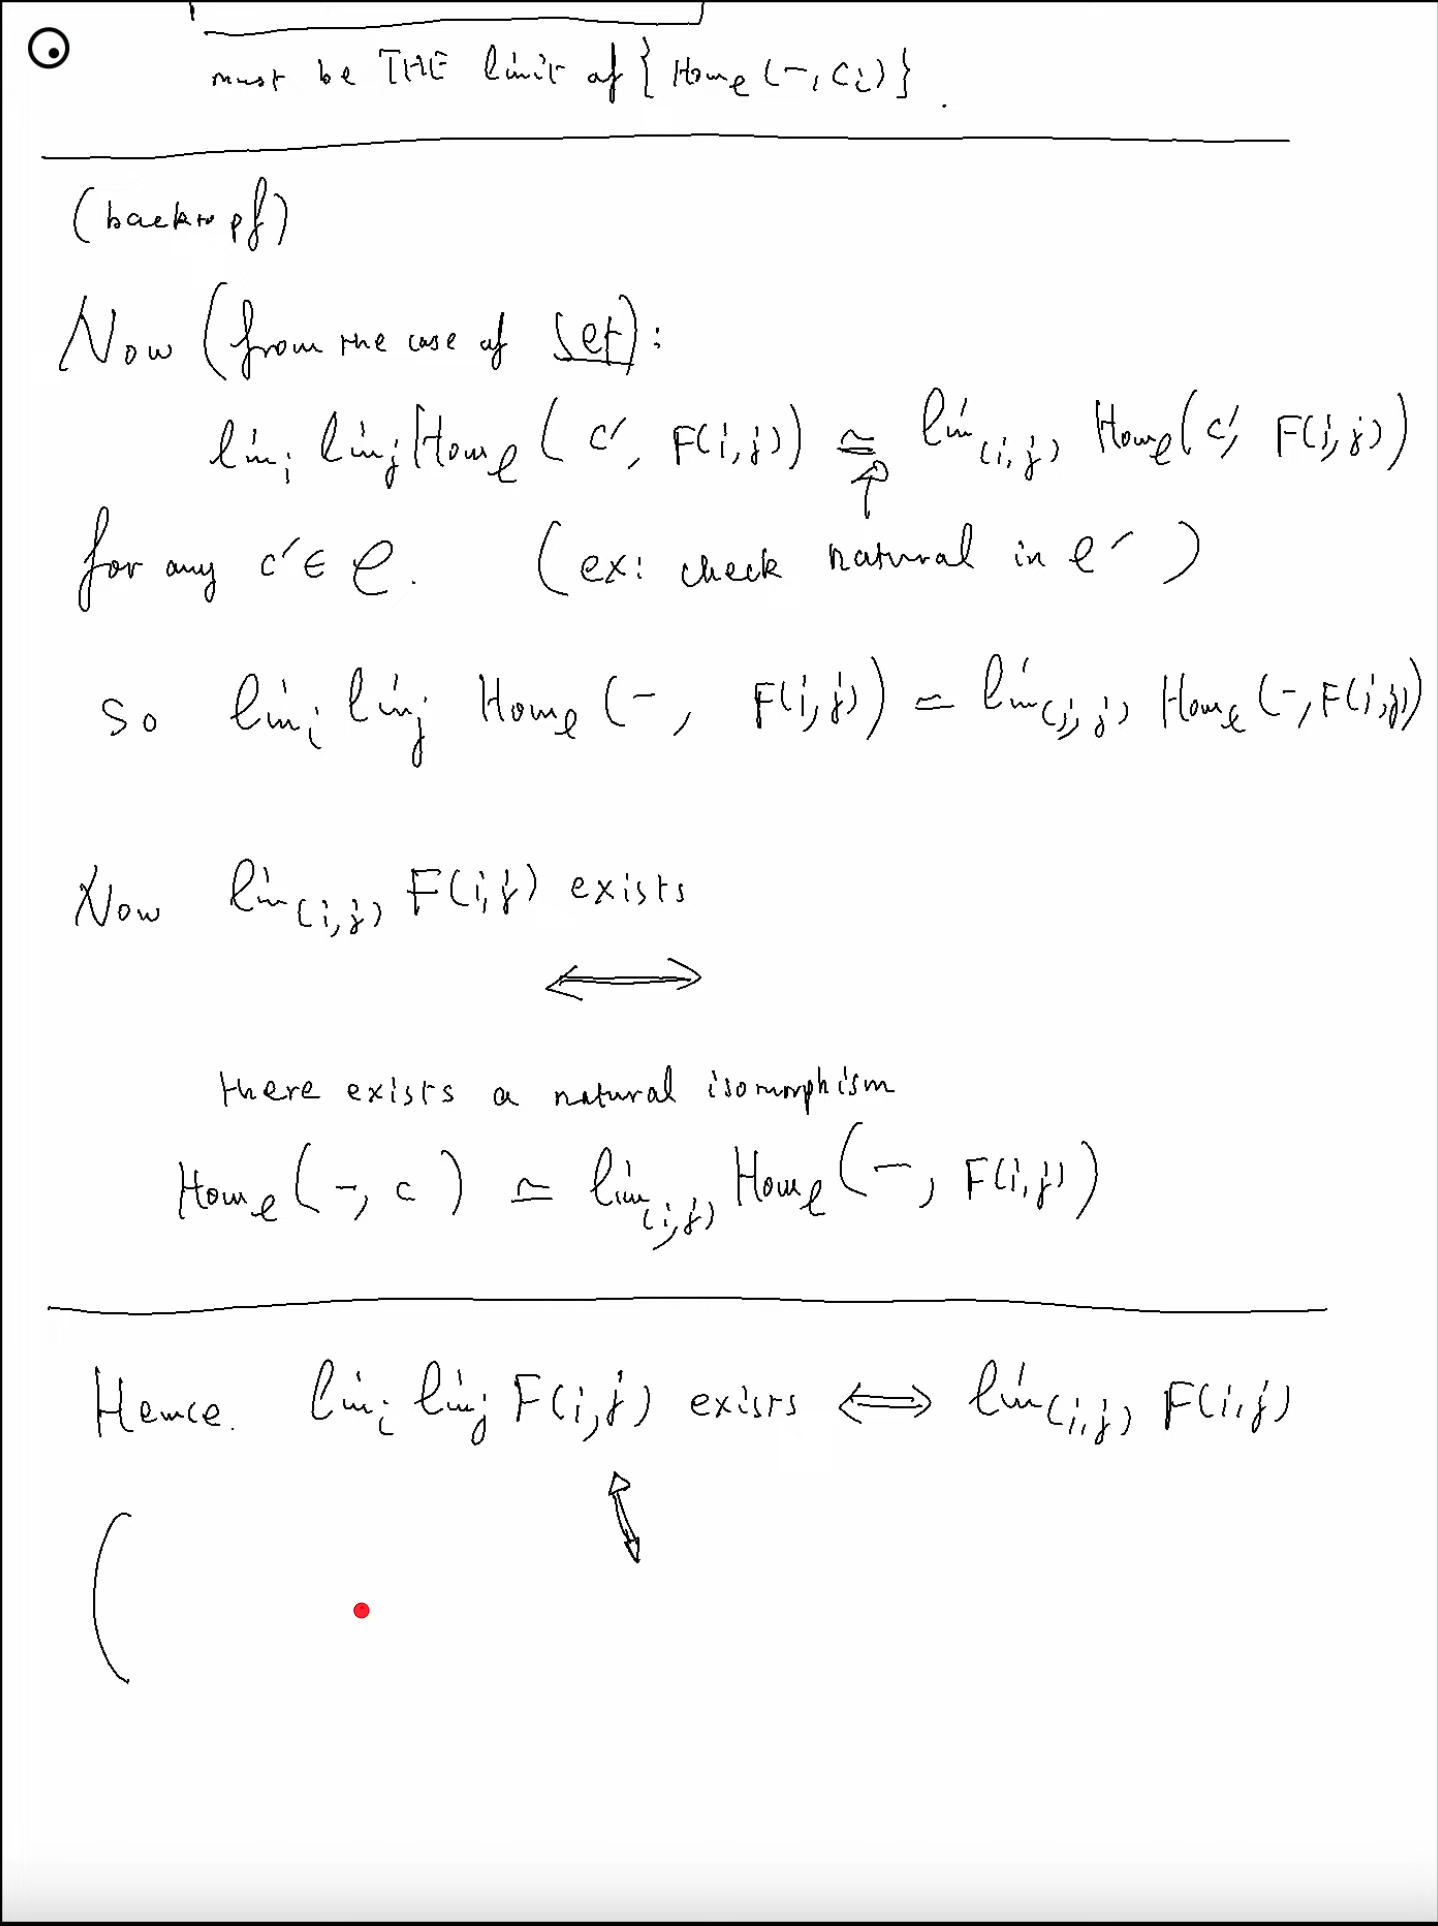 must be THE limit of { Hom_C (-, c_i) } .
(back to pf)
Now (from the case of Set):
lim_i lim_j Hom_C ( c', F(i,j)) ≃ lim_(i,j) Hom_C (c', F(i,j))
for any c' ∈ C. (ex: check natural in c')
So lim_i lim_j Hom_C (-, F(i,j)) ≃ lim_(i,j) Hom_C (-, F(i,j))
Now lim_(i,j) F(i,j) exists
⟺
there exists a natural isomorphism
Hom_C (-, c) ≃ lim_(i,j) Hom_C (-, F(i,j))
Hence. lim_i lim_j F(i,j) exists ⟺ lim_(i,j) F(i,j)
⇕
(